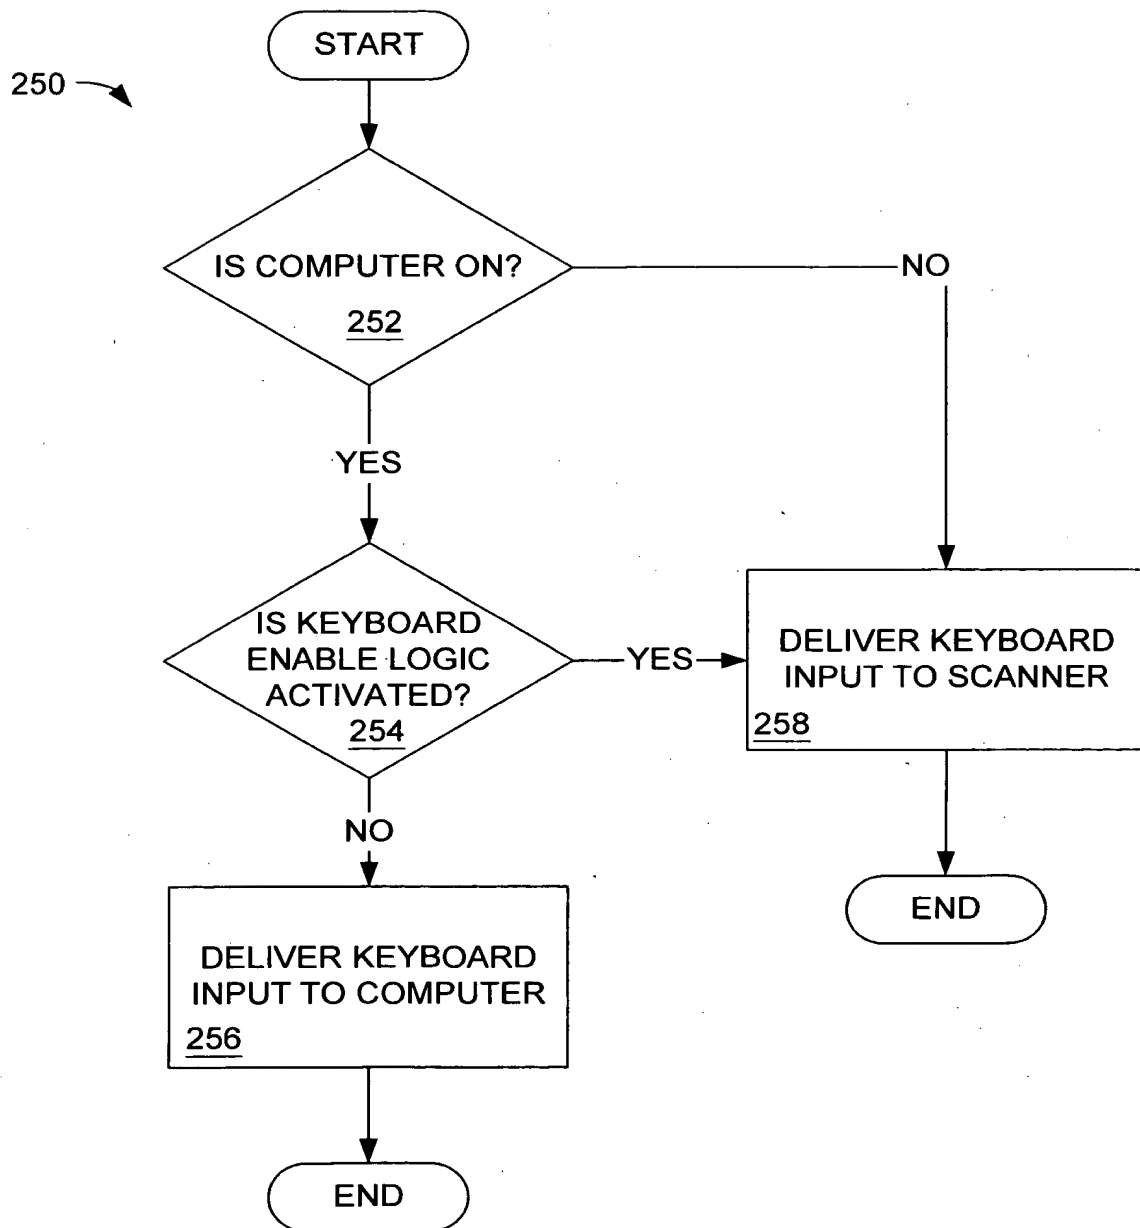 START
250
IS COMPUTER ON?
252
NO
YES
IS KEYBOARD
ENABLE LOGIC
ACTIVATED?
254
YES
DELIVER KEYBOARD
INPUT TO SCANNER
258
NO
END
DELIVER KEYBOARD
INPUT TO COMPUTER
256
END